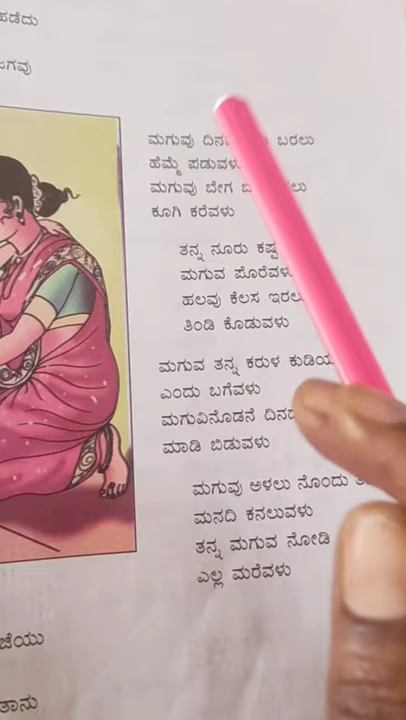 ಪಡೆದು
ಜಗವು
ಮಗುವು ಬರಲು
ಹೆಮ್ಮೆ ಪಡುವಳು
ಮಗುವು ಬೇಗ
ಕೂಗಿ ಕರೆವಳು
ತನ್ನ ನೂರು ಕಷ್ಟ
ಮಗುವ ಪೊರೆವಳು
ಹಲವು ಕೆಲಸ ಇರಲು
ತಿಂಡಿ ಕೊಡುವಳು
ಮಗುವ ತನ್ನ ಕರುಳ ಕುಡಿಯ
ಎಂದು ಬಗೆವಳು
ಮಗುವಿನೊಡನೆ
ಮಾಡಿ ಬಿಡುವಳು
ಮಗುವು ಅಳಲು ನೊಂದು
ಮನದಿ ಕನಲುವಳು
ತನ್ನ ಮಗುವ ನೋಡಿ
ಎಲ್ಲ ಮರೆವಳು
ತಾನು